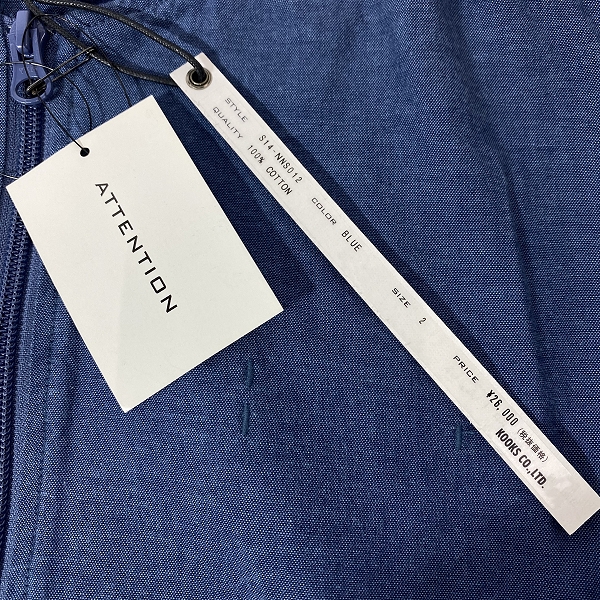 ATTENTION
STYLE S14-NNS012
QUALITY 100% COTTON
COLOR BLUE
SIZE 2
PRICE ¥26,000 (税抜価格)
KOOKS CO.,LTD.